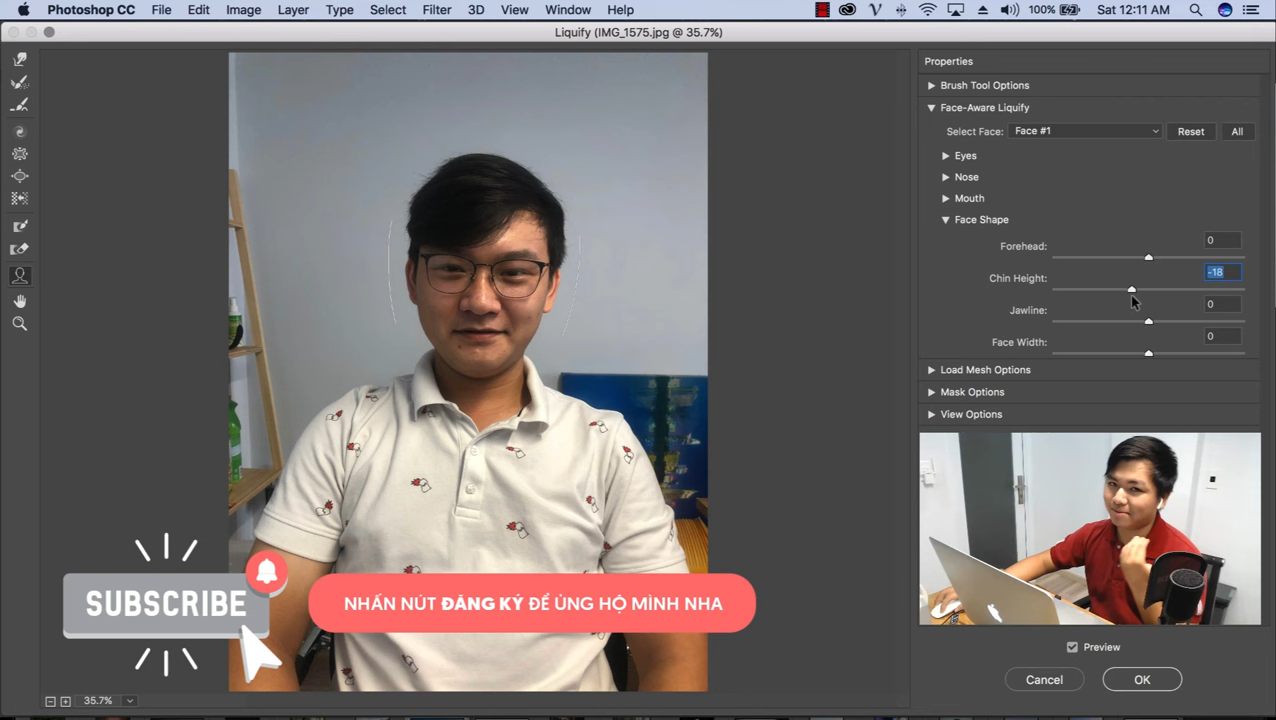 Photoshop CC File Edit Image Layer Type Select Filter 3D View Window Help 100% Sat 12:11 AM
Liquify (IMG_1575.jpg @ 35.7%)
Properties
Brush Tool Options
Face-Aware Liquify
Select Face: Face #1 Reset All
Eyes
Nose
Mouth
Face Shape
Forehead: 0
Chin Height: -18
Jawline: 0
Face Width: 0
Load Mesh Options
Mask Options
View Options
SUBSCRIBE
NHẤN NÚT ĐĂNG KÝ ĐỂ ỦNG HỘ MÌNH NHA
Preview
Cancel OK
35.7%